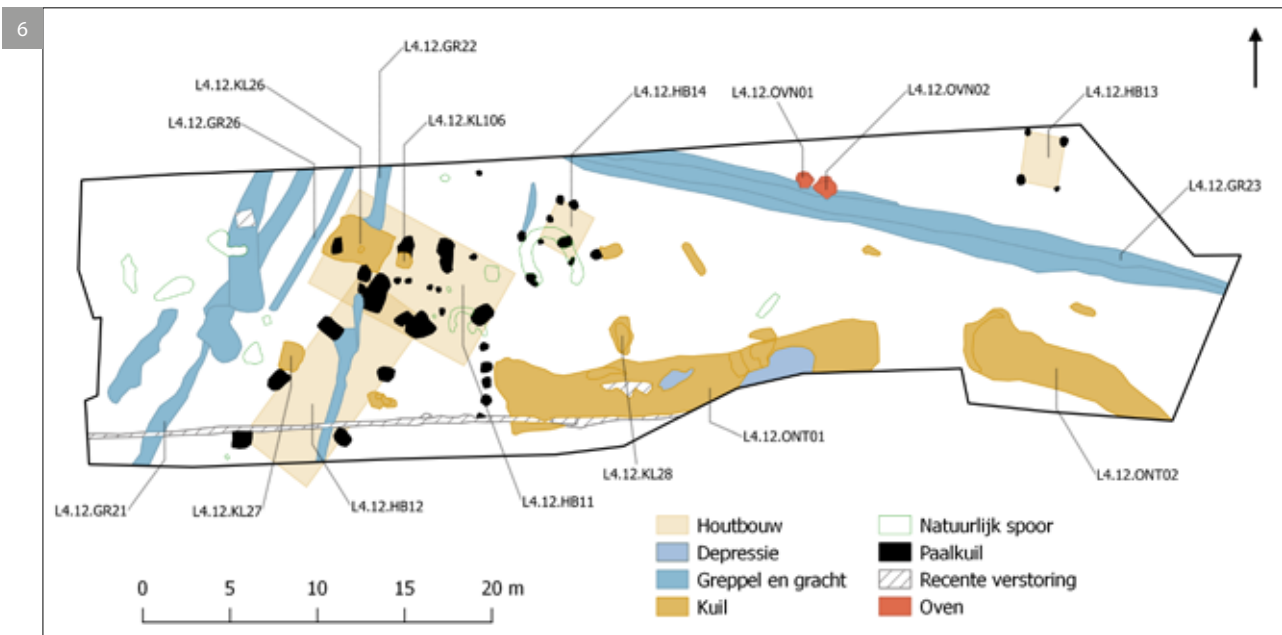 6
L4.12.GR22
L4.12.KL26
L4.12.HB14
L4.12.OVN01
L4.12.OVN02
L4.12.HB13
L4.12.GR26
L4.12.KL106
L4.12.GR23
L4.12.ONT01
L4.12.KL28
L4.12.ONT02
L4.12.GR21
L4.12.KL27
L4.12.HB12
L4.12.HB11
Houtbouw
Depressie
Greppel en gracht
Kuil
Natuurlijk spoor
Paalkuil
Recente verstoring
Oven
0 5 10 15 20 m